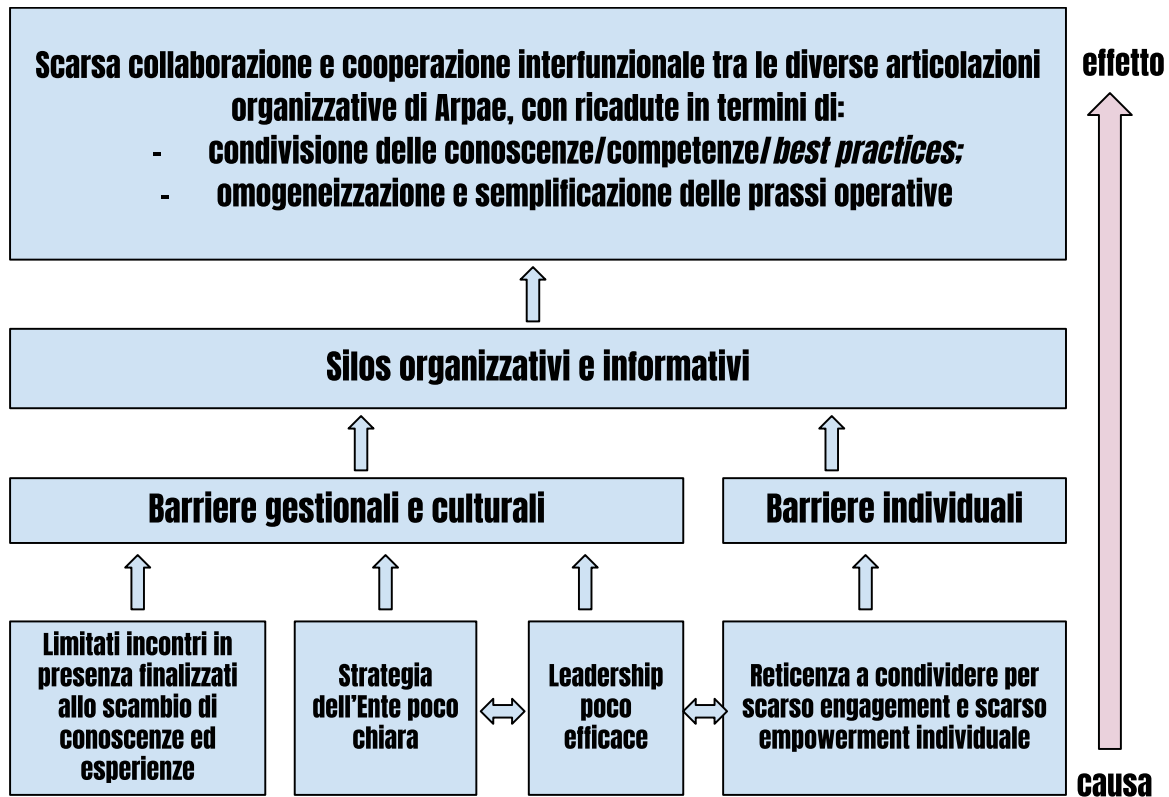 Scarsa collaborazione e cooperazione interfunzionale tra le diverse articolazioni
organizzative di Arpae, con ricadute in termini di:
- condivisione delle conoscenze/competenze/best practices;
- omogeneizzazione e semplificazione delle prassi operative
effetto
Silos organizzativi e informativi
Barriere gestionali e culturali
Barriere individuali
Limitati incontri in
presenza finalizzati
allo scambio di
conoscenze ed
esperienze
Strategia
dell’Ente poco
chiara
Leadership
poco
efficace
Reticenza a condividere per
scarso engagement e scarso
empowerment individuale
causa